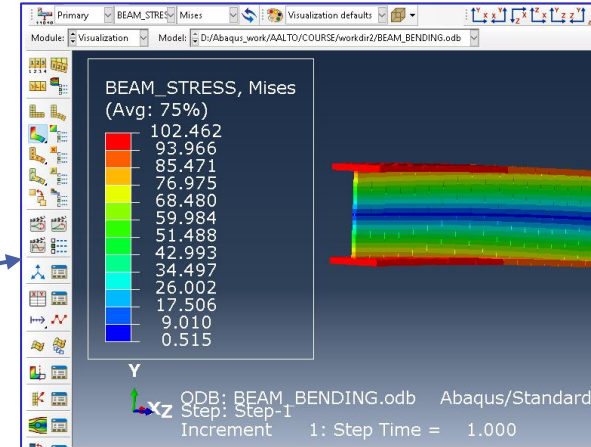 Primary BEAM_STRES Mises Visualization defaults
Module: Visualization Model: D:/Abaqus_work/AALTO/COURSE/workdir2/BEAM_BENDING.odb
BEAM_STRESS, Mises
(Avg: 75%)
102.462
93.966
85.471
76.975
68.480
59.984
51.488
42.993
34.497
26.002
17.506
9.010
0.515
Y
X Z
ODB: BEAM_BENDING.odb Abaqus/Standard
Step: Step-1
Increment 1: Step Time = 1.000